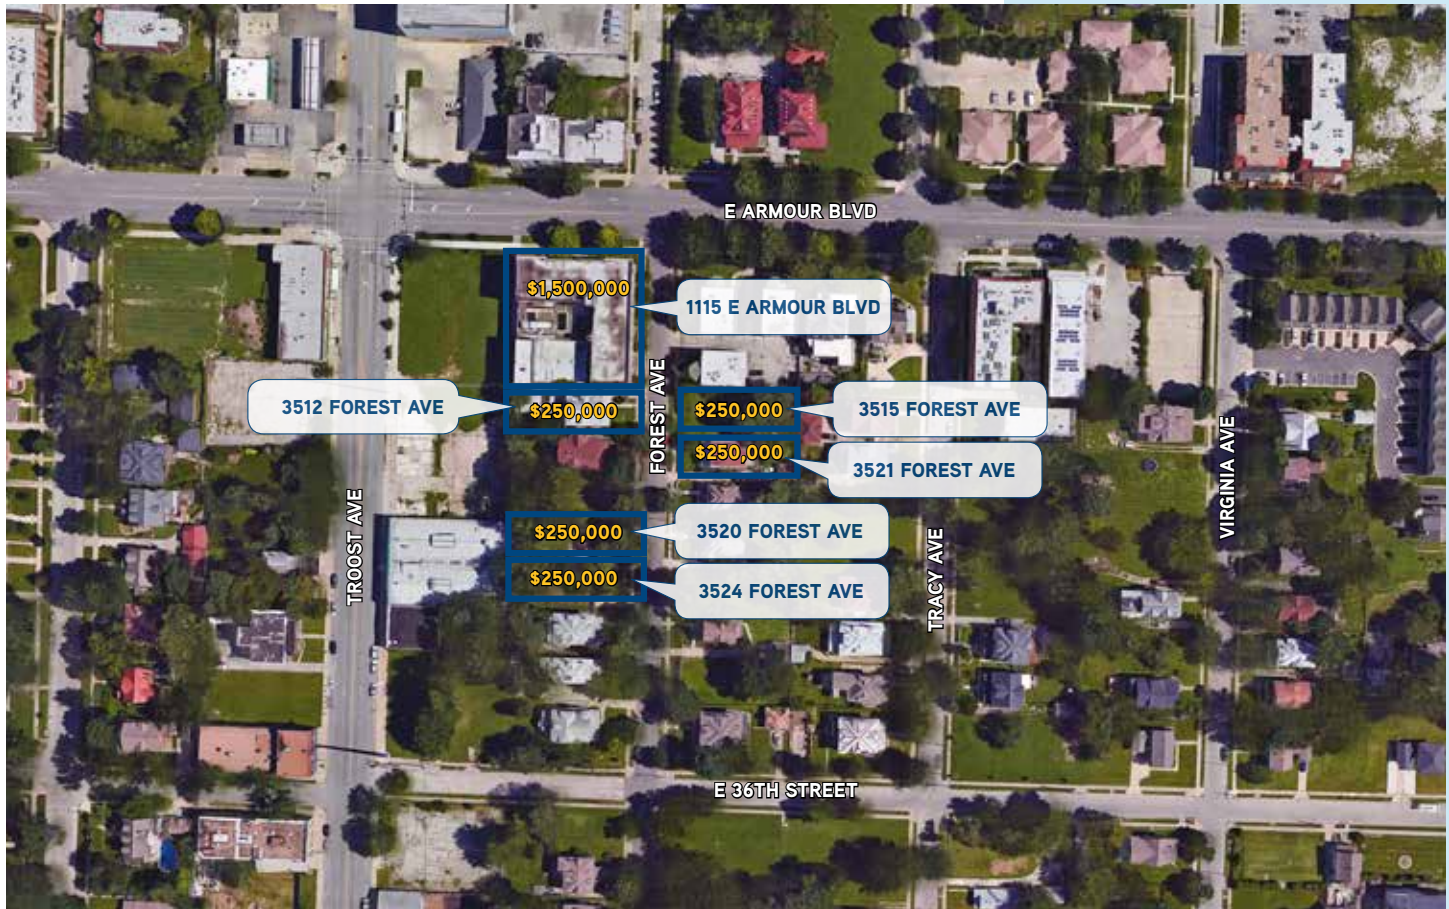 E ARMOUR BLVD
$1,500,000
1115 E ARMOUR BLVD
3512 FOREST AVE
$250,000
FOREST AVE
$250,000
3515 FOREST AVE
$250,000
3521 FOREST AVE
TROOST AVE
$250,000
3520 FOREST AVE
$250,000
3524 FOREST AVE
TRACY AVE
VIRGINIA AVE
E 36TH STREET